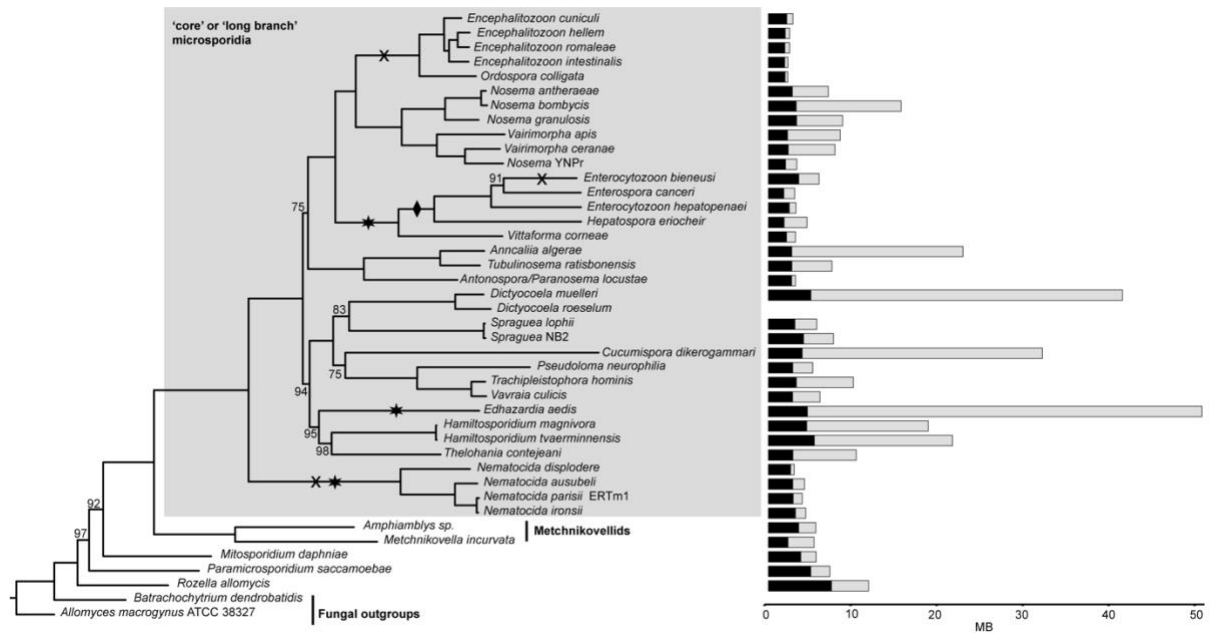 'core' or 'long branch'
microsporidia
Encephalitozoon cuniculi
Encephalitozoon hellem
Encephalitozoon romaleae
Encephalitozoon intestinalis
Ordospora colligata
Nosema antheraeae
Nosema bombycis
Nosema granulosis
Vairimorpha apis
Vairimorpha ceranae
Nosema YNPr
91
Enterocytozoon bieneusi
Enterospora canceri
Enterocytozoon hepatopenaei
Hepatospora eriocheir
75
Vittaforma corneae
Anncaliia algerae
Tubulinosema ratisbonensis
Antonospora/Paranosema locustae
Dictyocoela muelleri
83
Dictyocoela roeselum
Spraguea lophii
Spraguea NB2
Cucumispora dikerogammari
75
Pseudoloma neurophilia
Trachipleistophora hominis
94
Vavraia culicis
Edhazardia aedis
95
Hamiltosporidium magnivora
Hamiltosporidium tvaerminnensis
98
Thelohania contejeani
Nematocida displodere
Nematocida ausubeli
Nematocida parisii ERTm1
Nematocida ironsii
92
Amphiamblys sp.
Metchnikovella incurvata
Metchnikovellids
97
Mitosporidium daphniae
Paramicrosporidium saccamoebae
Rozella allomycis
Batrachochytrium dendrobatidis
Allomyces macrogynus ATCC 38327
Fungal outgroups
0 10 20 30 40 50
MB